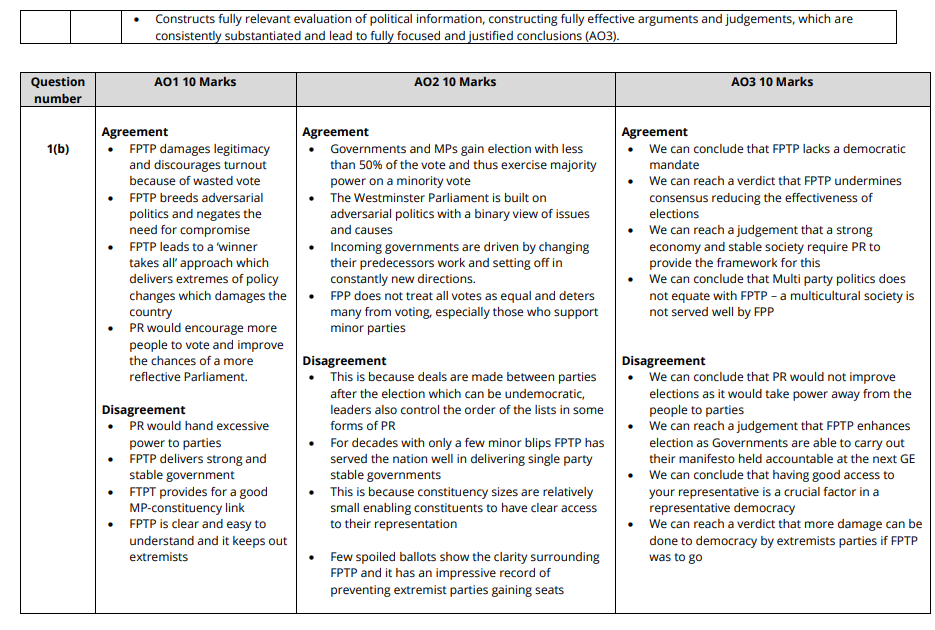 • Constructs fully relevant evaluation of political information, constructing fully effective arguments and judgements, which are
consistently substantiated and lead to fully focused and justified conclusions (AO3).
Question
number
AO1 10 Marks
AO2 10 Marks
AO3 10 Marks
1(b)
Agreement
• FPTP damages legitimacy
and discourages turnout
because of wasted vote
• FPTP breeds adversarial
politics and negates the
need for compromise
• FPTP leads to a ‘winner
takes all’ approach which
delivers extremes of policy
changes which damages the
country
• PR would encourage more
people to vote and improve
the chances of a more
reflective Parliament.
Disagreement
• PR would hand excessive
power to parties
• FPTP delivers strong and
stable government
• FTPT provides for a good
MP-constituency link
• FPTP is clear and easy to
understand and it keeps out
extremists
Agreement
• Governments and MPs gain election with less
than 50% of the vote and thus exercise majority
power on a minority vote
• The Westminster Parliament is built on
adversarial politics with a binary view of issues
and causes
• Incoming governments are driven by changing
their predecessors work and setting off in
constantly new directions.
• FPP does not treat all votes as equal and deters
many from voting, especially those who support
minor parties
Disagreement
• This is because deals are made between parties
after the election which can be undemocratic,
leaders also control the order of the lists in some
forms of PR
• For decades with only a few minor blips FPTP has
served the nation well in delivering single party
stable governments
• This is because constituency sizes are relatively
small enabling constituents to have clear access
to their representation
• Few spoiled ballots show the clarity surrounding
FPTP and it has an impressive record of
preventing extremist parties gaining seats
Agreement
• We can conclude that FPTP lacks a democratic
mandate
• We can reach a verdict that FPTP undermines
consensus reducing the effectiveness of
elections
• We can reach a judgement that a strong
economy and stable society require PR to
provide the framework for this
• We can conclude that Multi party politics does
not equate with FPTP – a multicultural society is
not served well by FPP
Disagreement
• We can conclude that PR would not improve
elections as it would take power away from the
people to parties
• We can reach a judgement that FPTP enhances
election as Governments are able to carry out
their manifesto held accountable at the next GE
• We can conclude that having good access to
your representative is a crucial factor in a
representative democracy
• We can reach a verdict that more damage can be
done to democracy by extremists parties if FPTP
was to go